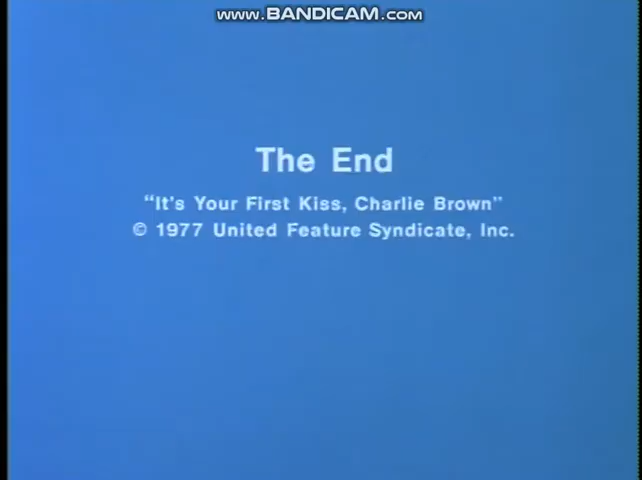 www.BANDICAM.com
The End
“It's Your First Kiss, Charlie Brown”
© 1977 United Feature Syndicate, Inc.